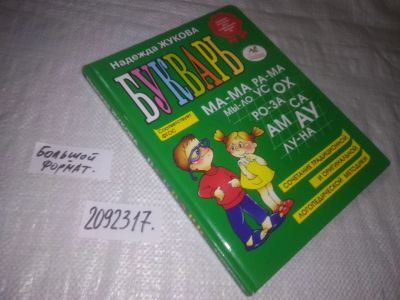 Надежда ЖУКОВА
БУКВАРЬ
Соответствует
ФГОС
МА-МА РА-МА
МЫ-ЛО УС ОХ
РО-ЗА СА
АМ АУ
ЛУ-НА
СОЧЕТАНИЕ ТРАДИЦИОННОЙ
И ОРИГИНАЛЬНОЙ
ЛОГОПЕДИЧЕСКОЙ МЕТОДИКИ
БОЛЬШОЙ
ФОРМАТ.
2092317.